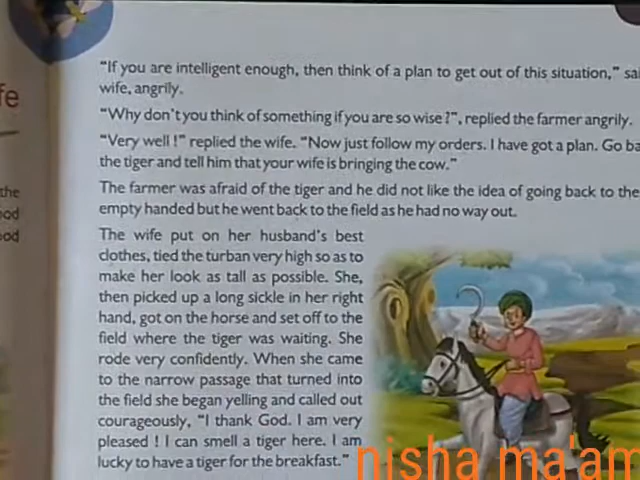 fe
the
ood
ood
"If you are intelligent enough, then think of a plan to get out of this situation," sai
wife, angrily.
"Why don't you think of something if you are so wise ?", replied the farmer angrily.
"Very well !" replied the wife. "Now just follow my orders. I have got a plan. Go ba
the tiger and tell him that your wife is bringing the cow."
The farmer was afraid of the tiger and he did not like the idea of going back to the
empty handed but he went back to the field as he had no way out.
The wife put on her husband's best
clothes, tied the turban very high so as to
make her look as tall as possible. She,
then picked up a long sickle in her right
hand, got on the horse and set off to the
field where the tiger was waiting. She
rode very confidently. When she came
to the narrow passage that turned into
the field she began yelling and called out
courageously, "I thank God. I am very
pleased ! I can smell a tiger here. I am
lucky to have a tiger for the breakfast."
nisha ma'am